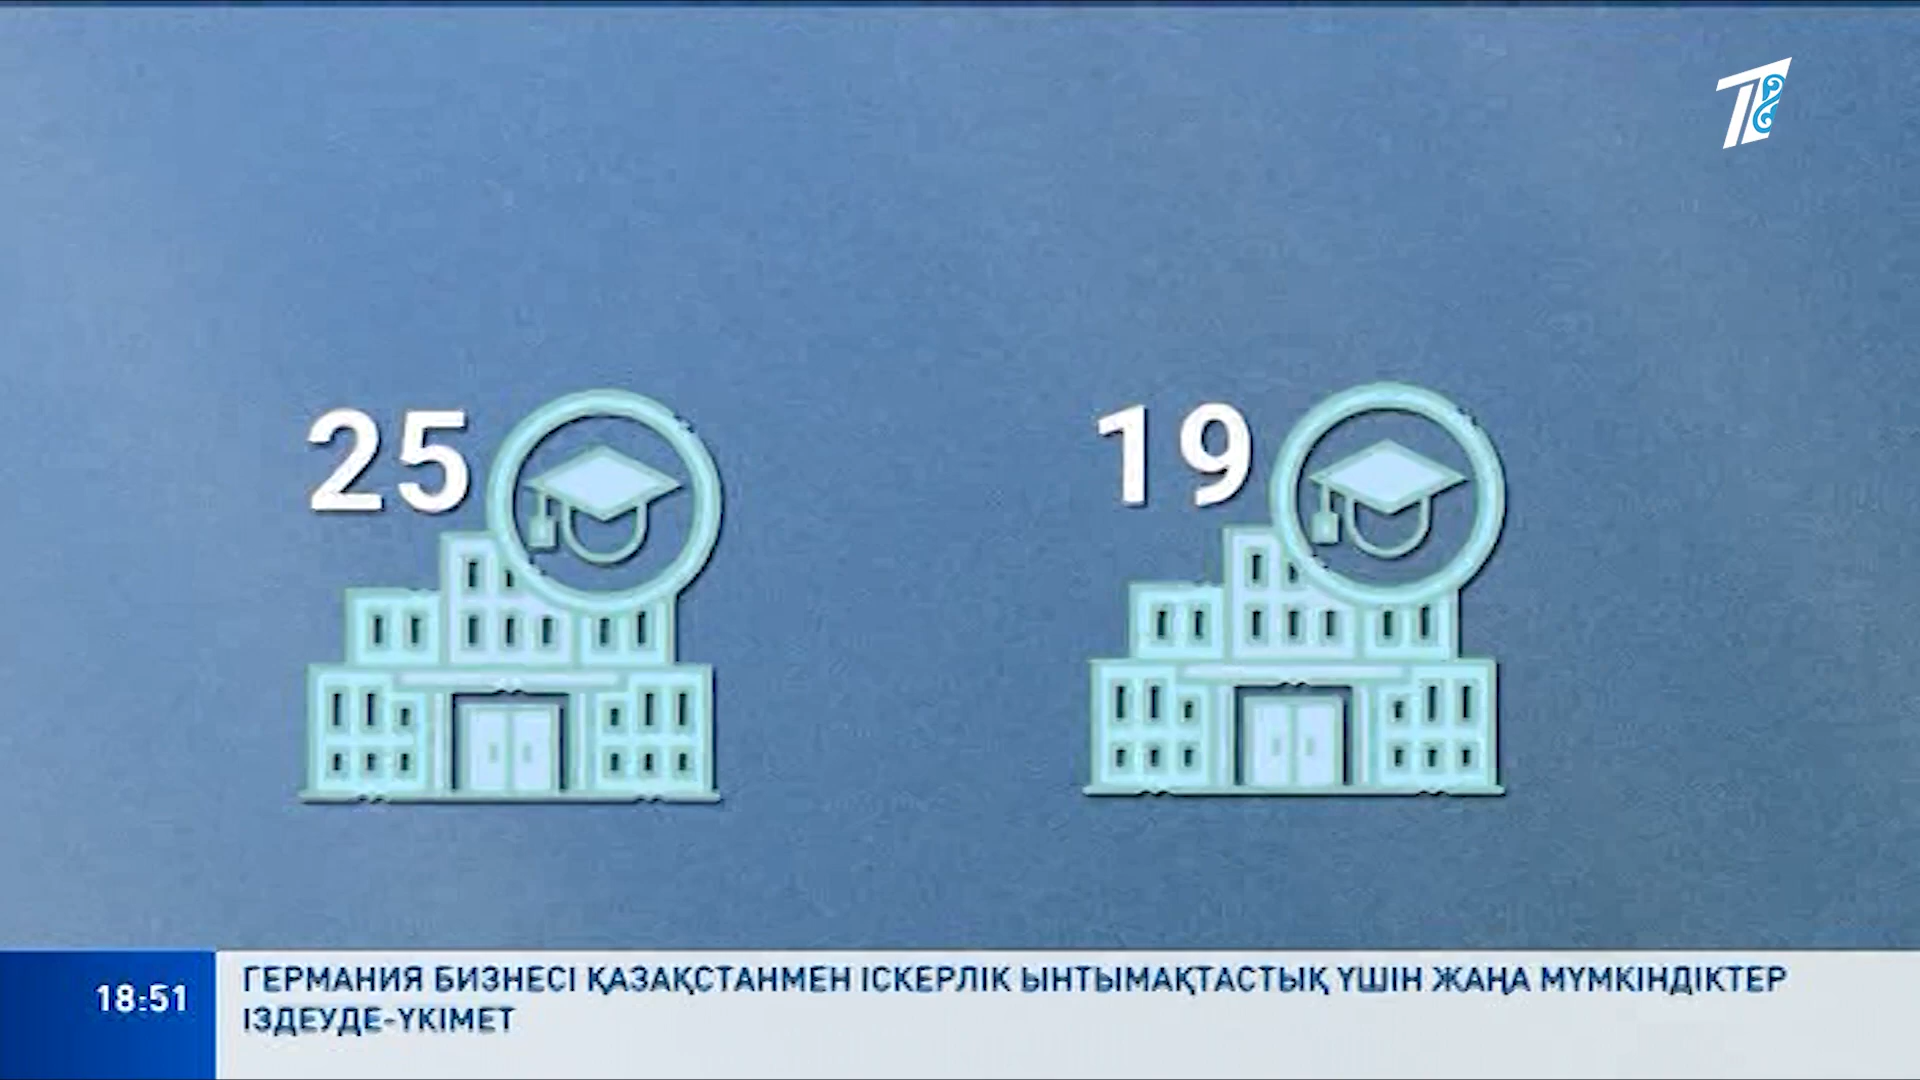 25
19
18:51
ГЕРМАНИЯ БИЗНЕСІ ҚАЗАҚСТАНМЕН ІСКЕРЛІК ЫНТЫМАҚТАСТЫҚ ҮШІН ЖАҢА МҮМКІНДІКТЕР
ІЗДЕУДЕ-ҮКІМЕТ